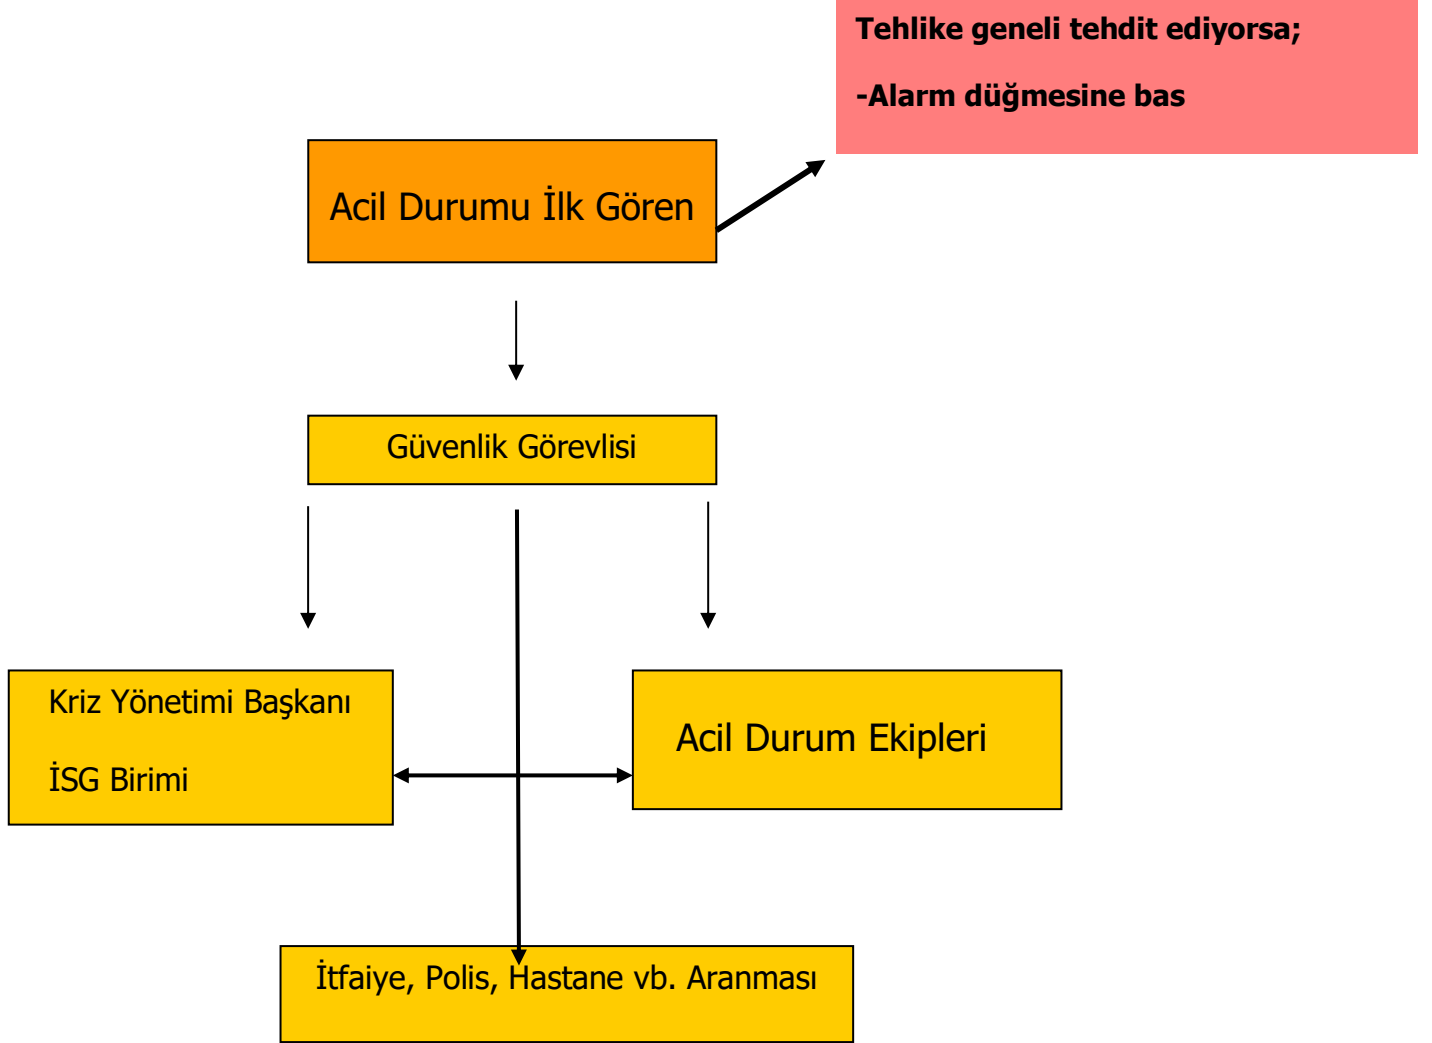 Tehlike geneli tehdit ediyorsa;
-Alarm düğmesine bas
Acil Durumu İlk Gören
Güvenlik Görevlisi
Kriz Yönetimi Başkanı
İSG Birimi
Acil Durum Ekipleri
İtfaiye, Polis, Hastane vb. Aranması